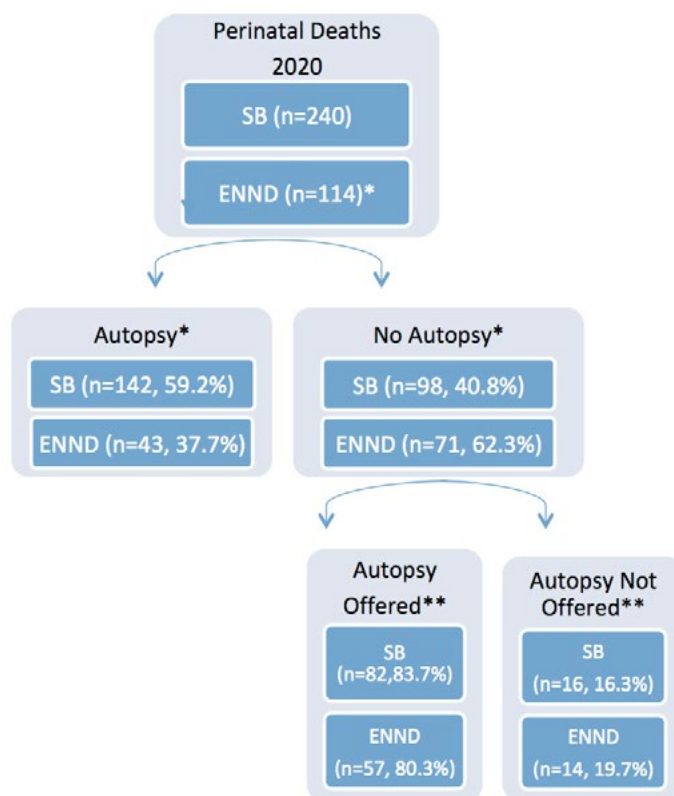 Perinatal Deaths
2020
SB (n=240)
ENND (n=114)*
Autopsy*
SB (n=142, 59.2%)
ENND (n=43, 37.7%)
No Autopsy*
SB (n=98, 40.8%)
ENND (n=71, 62.3%)
Autopsy
Offered**
SB
(n=82,83.7%)
ENND
(n=57, 80.3%)
Autopsy Not
Offered**
SB
(n=16, 16.3%)
ENND
(n=14, 19.7%)